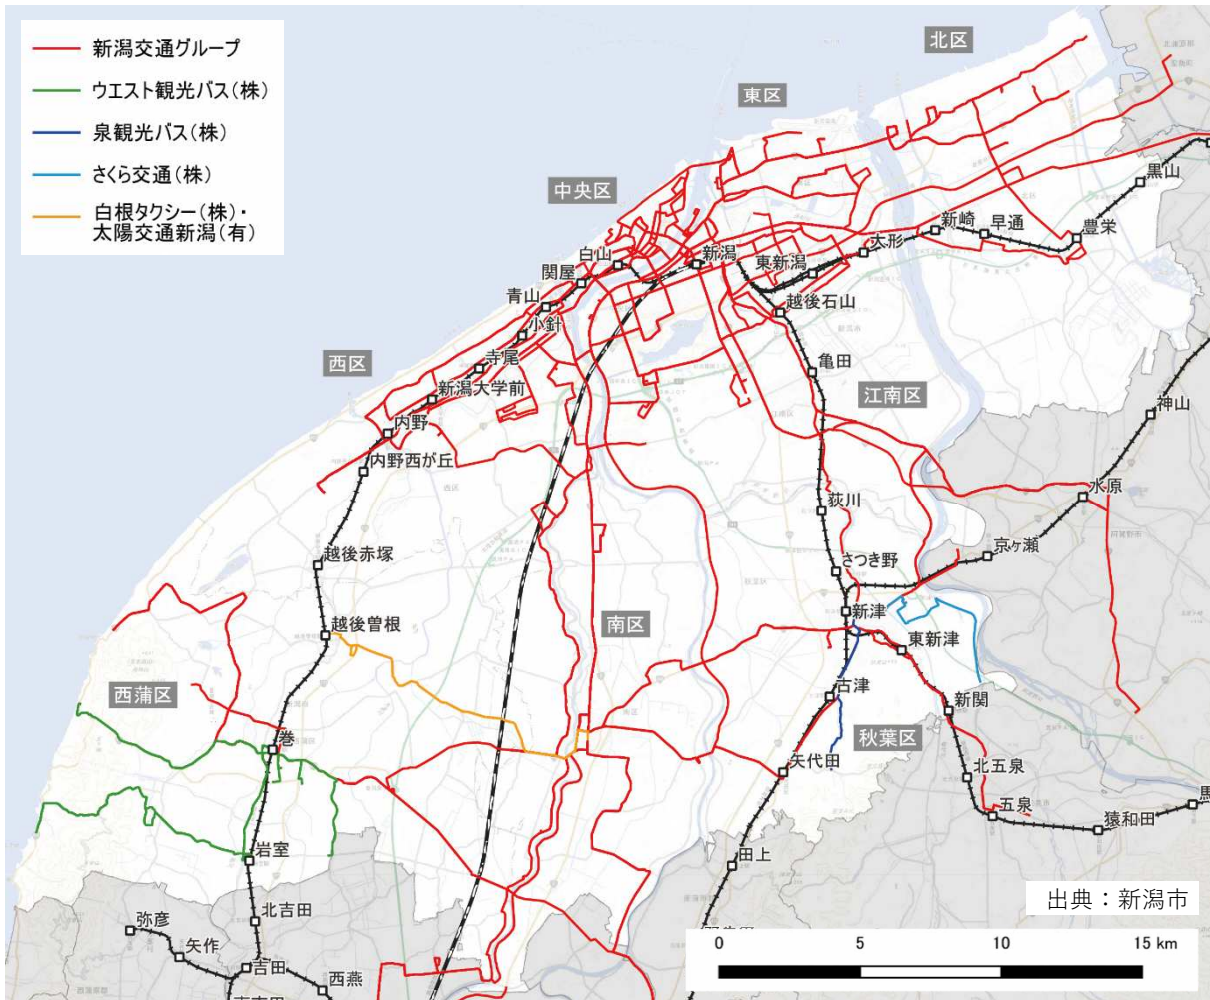 新潟交通グループ
ウエスト観光バス(株)
泉観光バス(株)
さくら交通(株)
白根タクシー(株)・
太陽交通新潟(有)
北区
東区
中央区
西区
江南区
南区
西蒲区
秋葉区
黒山
豊栄
早通
新崎
大形
東新潟
新潟
白山
関屋
青山
小針
寺尾
新潟大学前
内野
内野西が丘
越後石山
亀田
神山
水原
荻川
京ヶ瀬
さつき野
越後赤塚
新津
越後曽根
東新津
古津
新関
巻
矢代田
北五泉
五泉
猿和田
岩室
田上
北吉田
弥彦
矢作
吉田
西燕
出典：新潟市
0 5 10 15 km